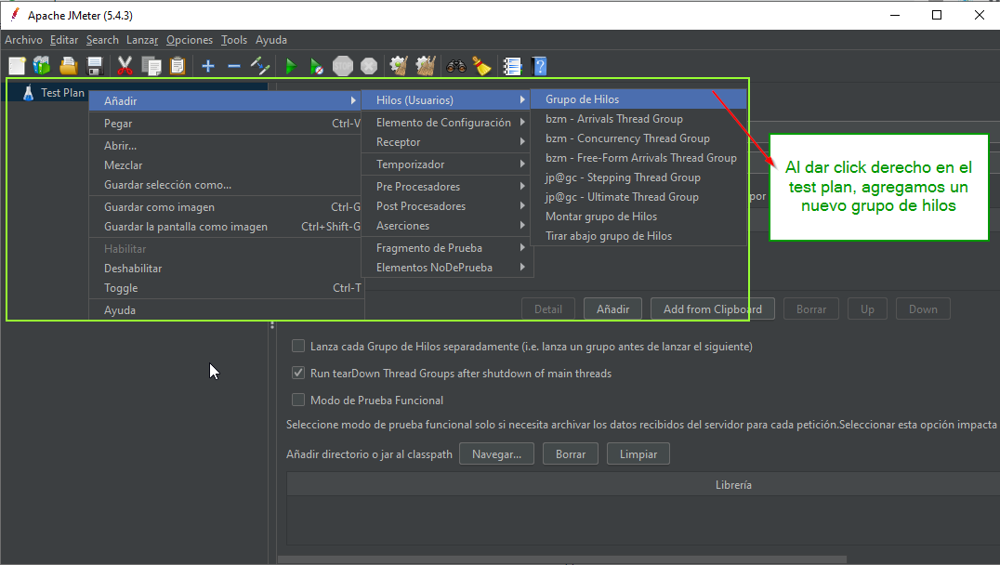 Apache JMeter (5.4.3)
Archivo Editar Search Lanzar Opciones Tools Ayuda
Test Plan
Añadir
Pegar Ctrl-V
Abrir...
Mezclar
Guardar selección como...
Guardar como imagen Ctrl-G
Guardar la pantalla como imagen Ctrl+Shift-G
Habilitar
Deshabilitar
Toggle Ctrl-T
Ayuda
Hilos (Usuarios)
Elemento de Configuración
Receptor
Temporizador
Pre Procesadores
Post Procesadores
Aserciones
Fragmento de Prueba
Elementos NoDePrueba
Grupo de Hilos
bzm - Arrivals Thread Group
bzm - Concurrency Thread Group
bzm - Free-Form Arrivals Thread Group
jp@gc - Stepping Thread Group
jp@gc - Ultimate Thread Group
Montar grupo de Hilos
Tirar abajo grupo de Hilos
por
Al dar click derecho en el
test plan, agregamos un
nuevo grupo de hilos
Detail Añadir Add from Clipboard Borrar Up Down
Lanza cada Grupo de Hilos separadamente (i.e. lanza un grupo antes de lanzar el siguiente)
Run tearDown Thread Groups after shutdown of main threads
Modo de Prueba Funcional
Seleccione modo de prueba funcional solo si necesita archivar los datos recibidos del servidor para cada petición.Seleccionar esta opción impacta
Añadir directorio o jar al classpath Navegar... Borrar Limpiar
Librería